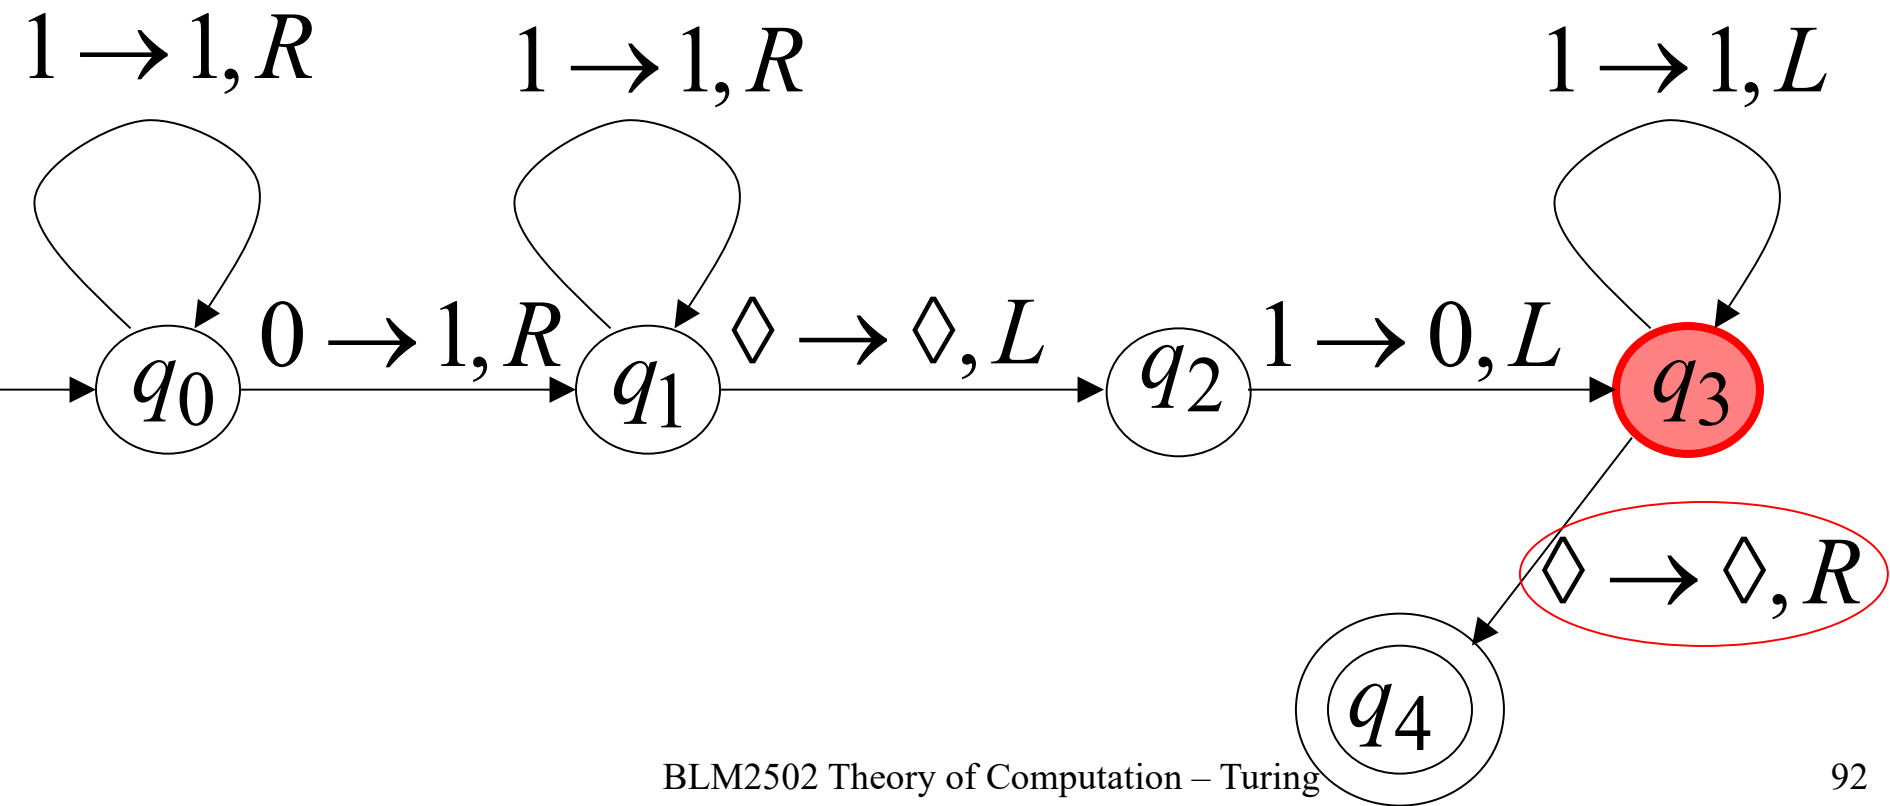 1 → 1, R 1 → 1, R 1 → 1, L
0 → 1, R ◊ → ◊, L 1 → 0, L
q0 q1 q2 q3
◊ → ◊, R
q4
BLM2502 Theory of Computation – Turing 92